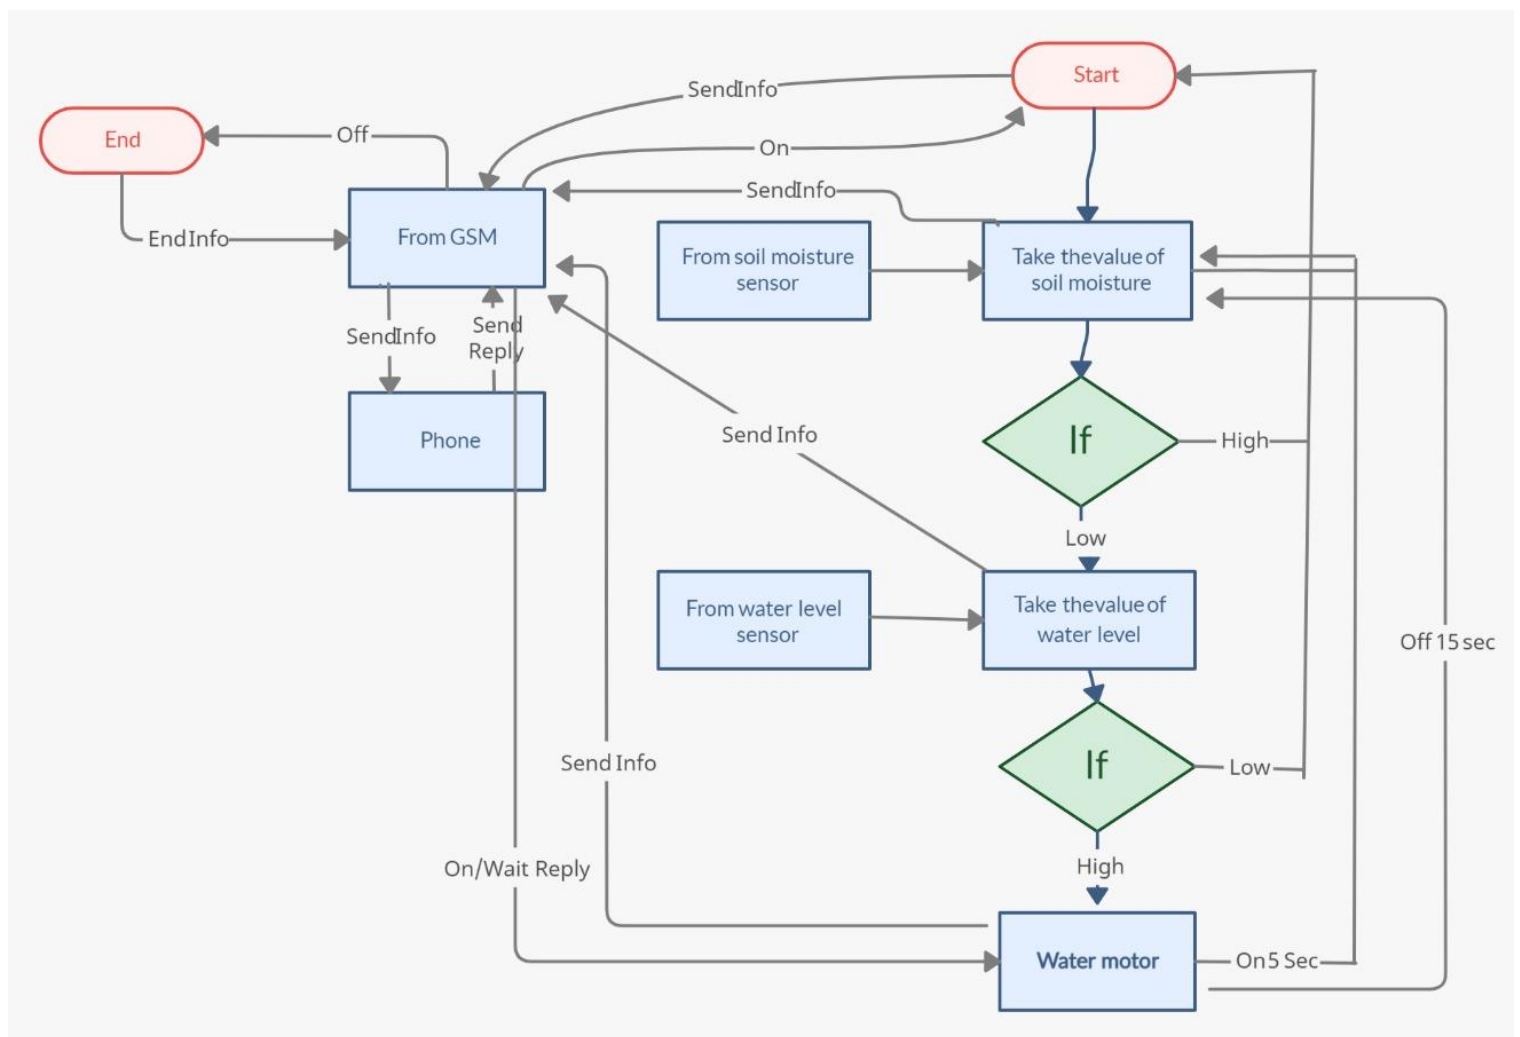 Start
SendInfo
End
Off
On
SendInfo
From GSM
EndInfo
From soil moisture
sensor
Take the value of
soil moisture
SendInfo
Send
Reply
Phone
Send Info
If
High
Low
From water level
sensor
Take the value of
water level
Off 15 sec
Send Info
If
Low
On/Wait Reply
High
Water motor
On 5 Sec